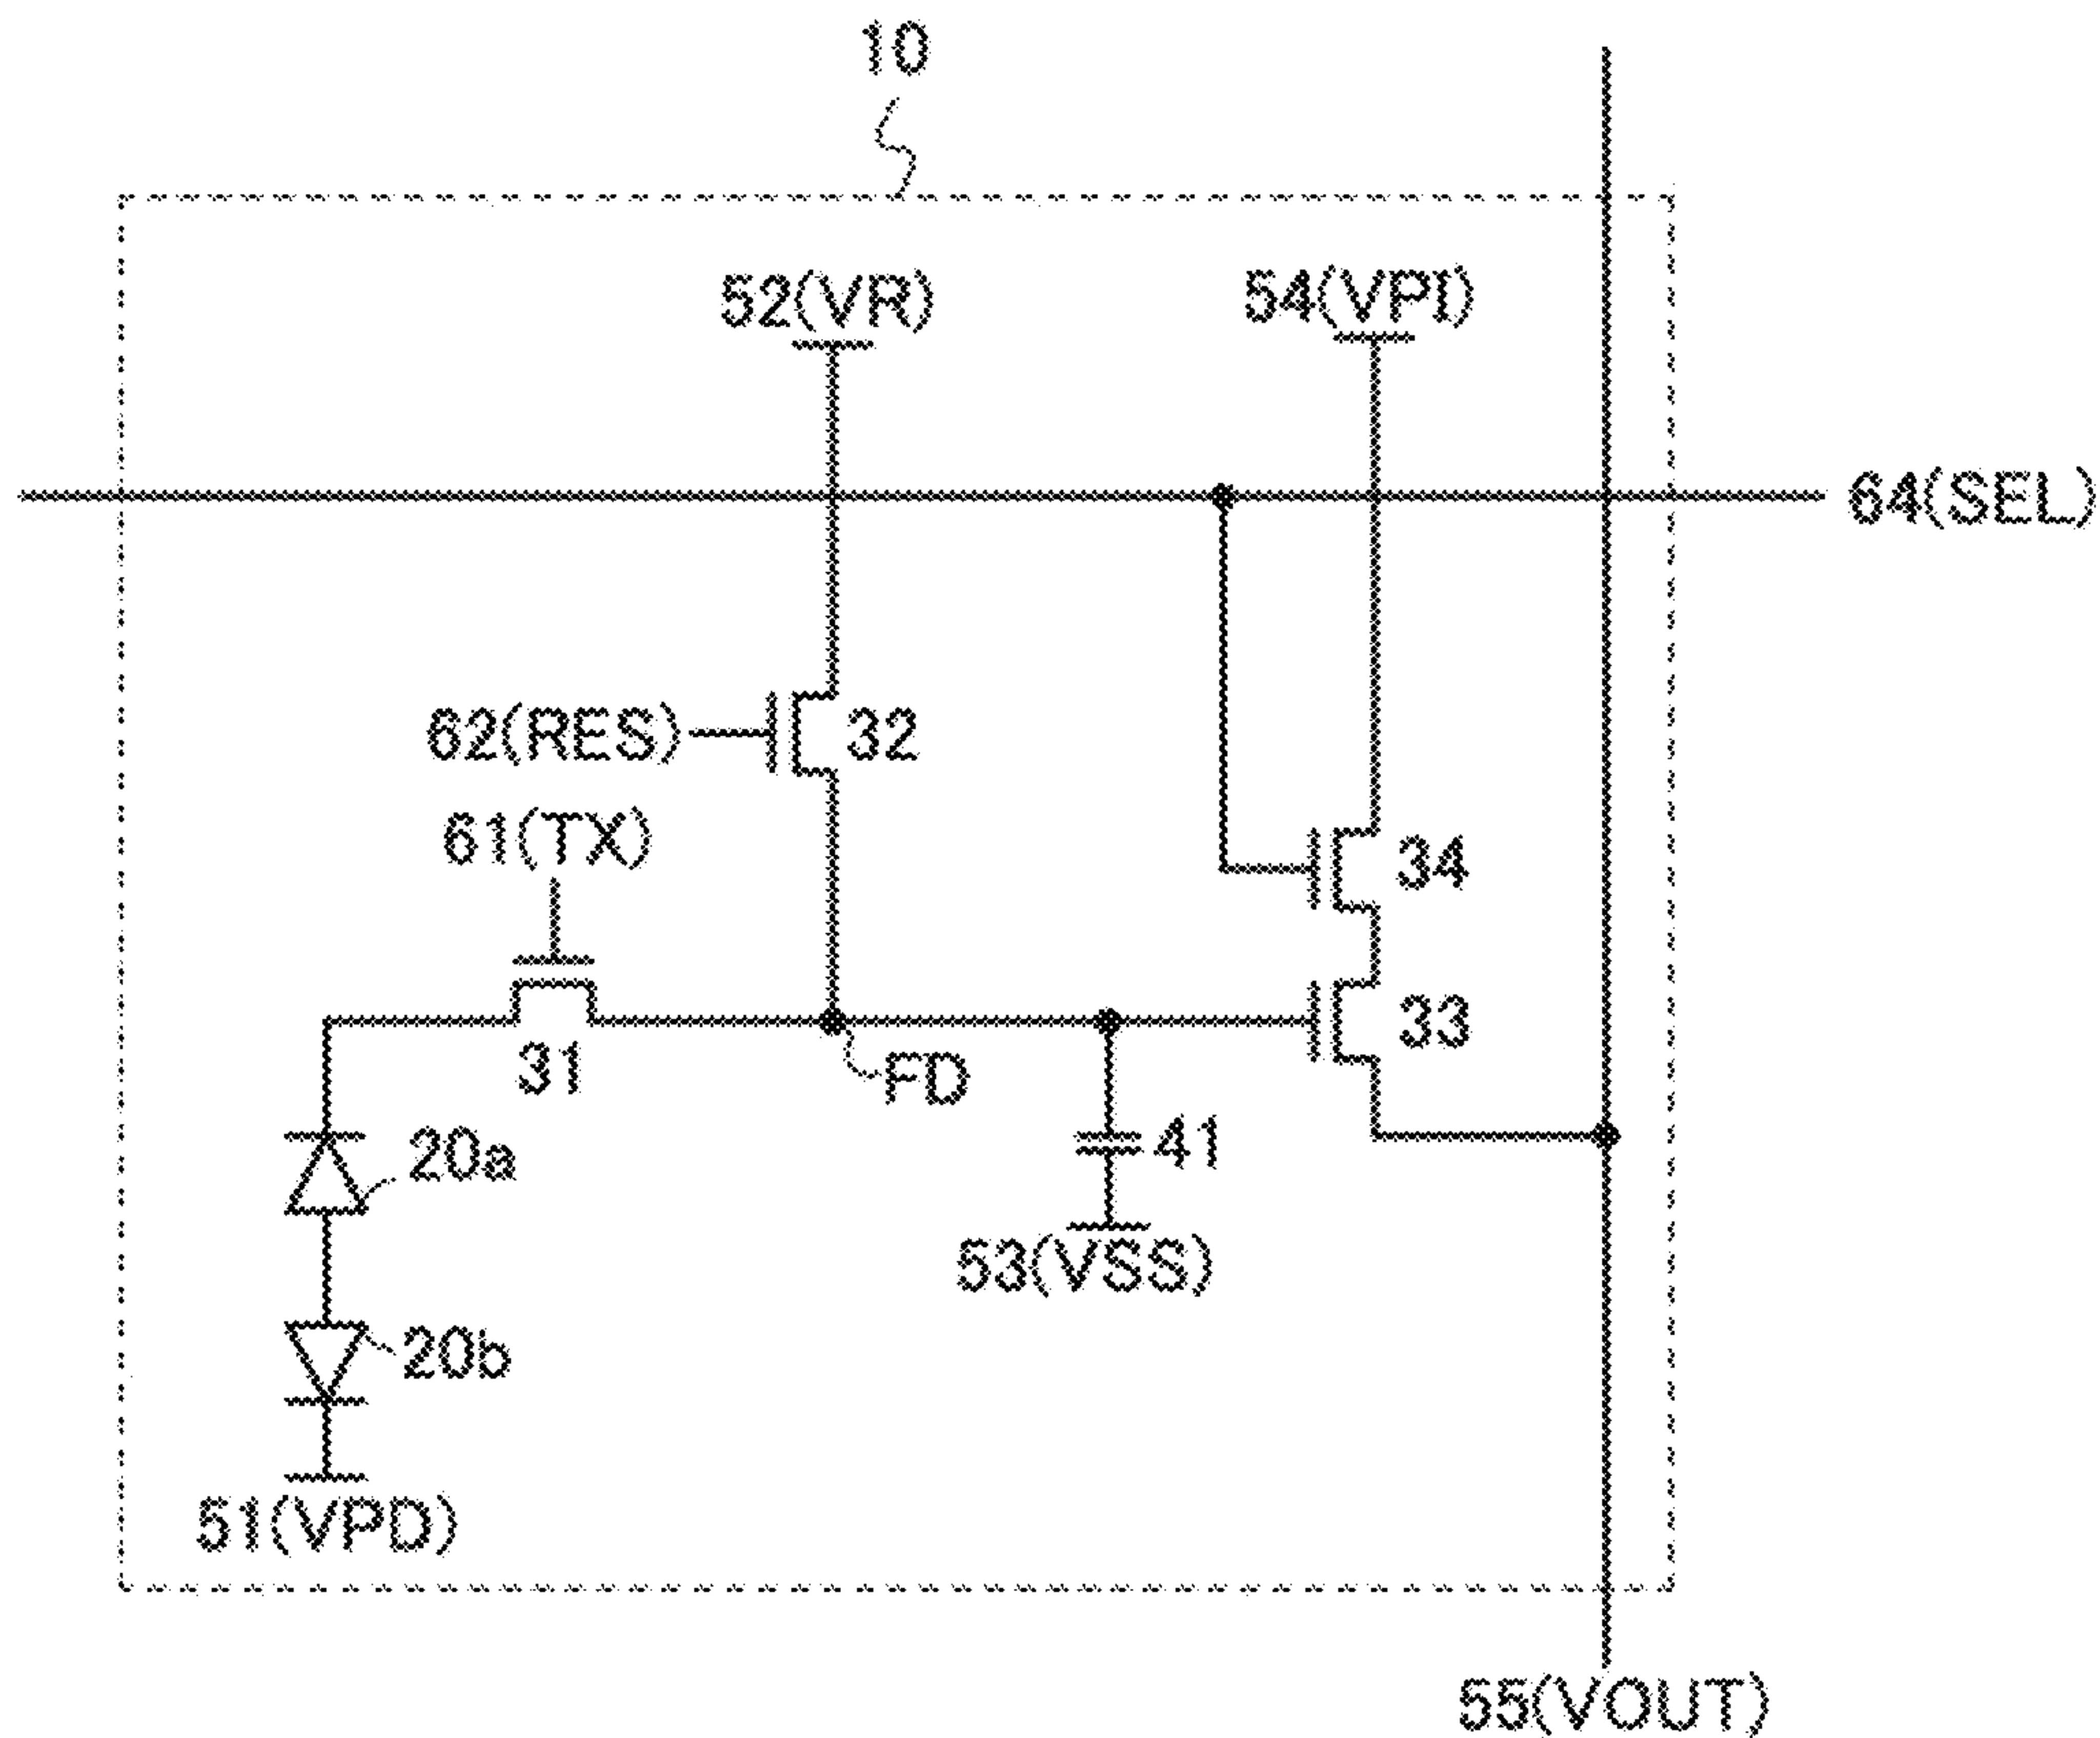 10
52(VR)
54(VPI)
64(SEL)
62(RES)
32
61(TX)
34
33
31
FD
20a
41
53(VSS)
20b
51(VPD)
55(VOUT)